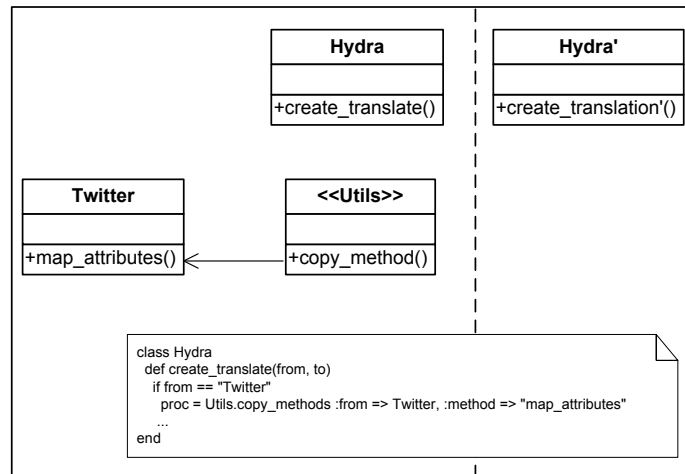 Hydra
Hydra'
+create_translate()
+create_translation'()
Twitter
<<Utils>>
+map_attributes()
+copy_method()
class Hydra
def create_translate(from, to)
if from == "Twitter"
proc = Utils.copy_methods :from => Twitter, :method => "map_attributes"
...
end